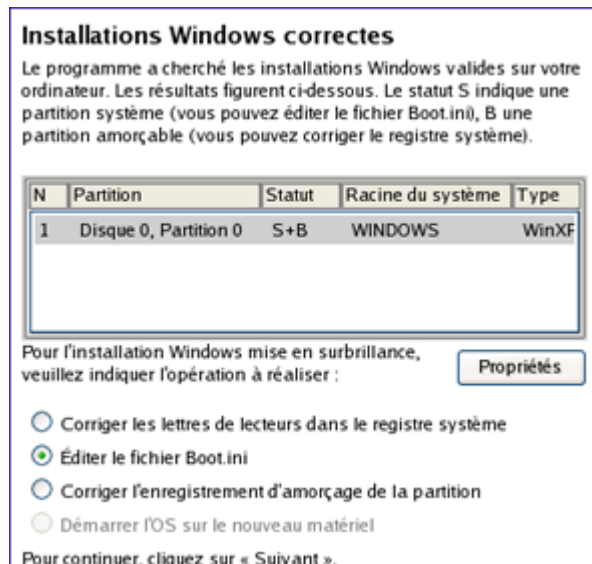 Installations Windows correctes
Le programme a cherché les installations Windows valides sur votre
ordinateur. Les résultats figurent ci-dessous. Le statut S indique une
partition système (vous pouvez éditer le fichier Boot.ini), B une
partition amorçable (vous pouvez corriger le registre système).
N Partition Statut Racine du système Type
1 Disque 0, Partition 0 S+B WINDOWS WinXP
Pour l'installation Windows mise en surbrillance,
veuillez indiquer l'opération à réaliser :
Propriétés
Corriger les lettres de lecteurs dans le registre système
Éditer le fichier Boot.ini
Corriger l'enregistrement d'amorçage de la partition
Démarrer l'OS sur le nouveau matériel
Pour continuer, cliquez sur « Suivant ».